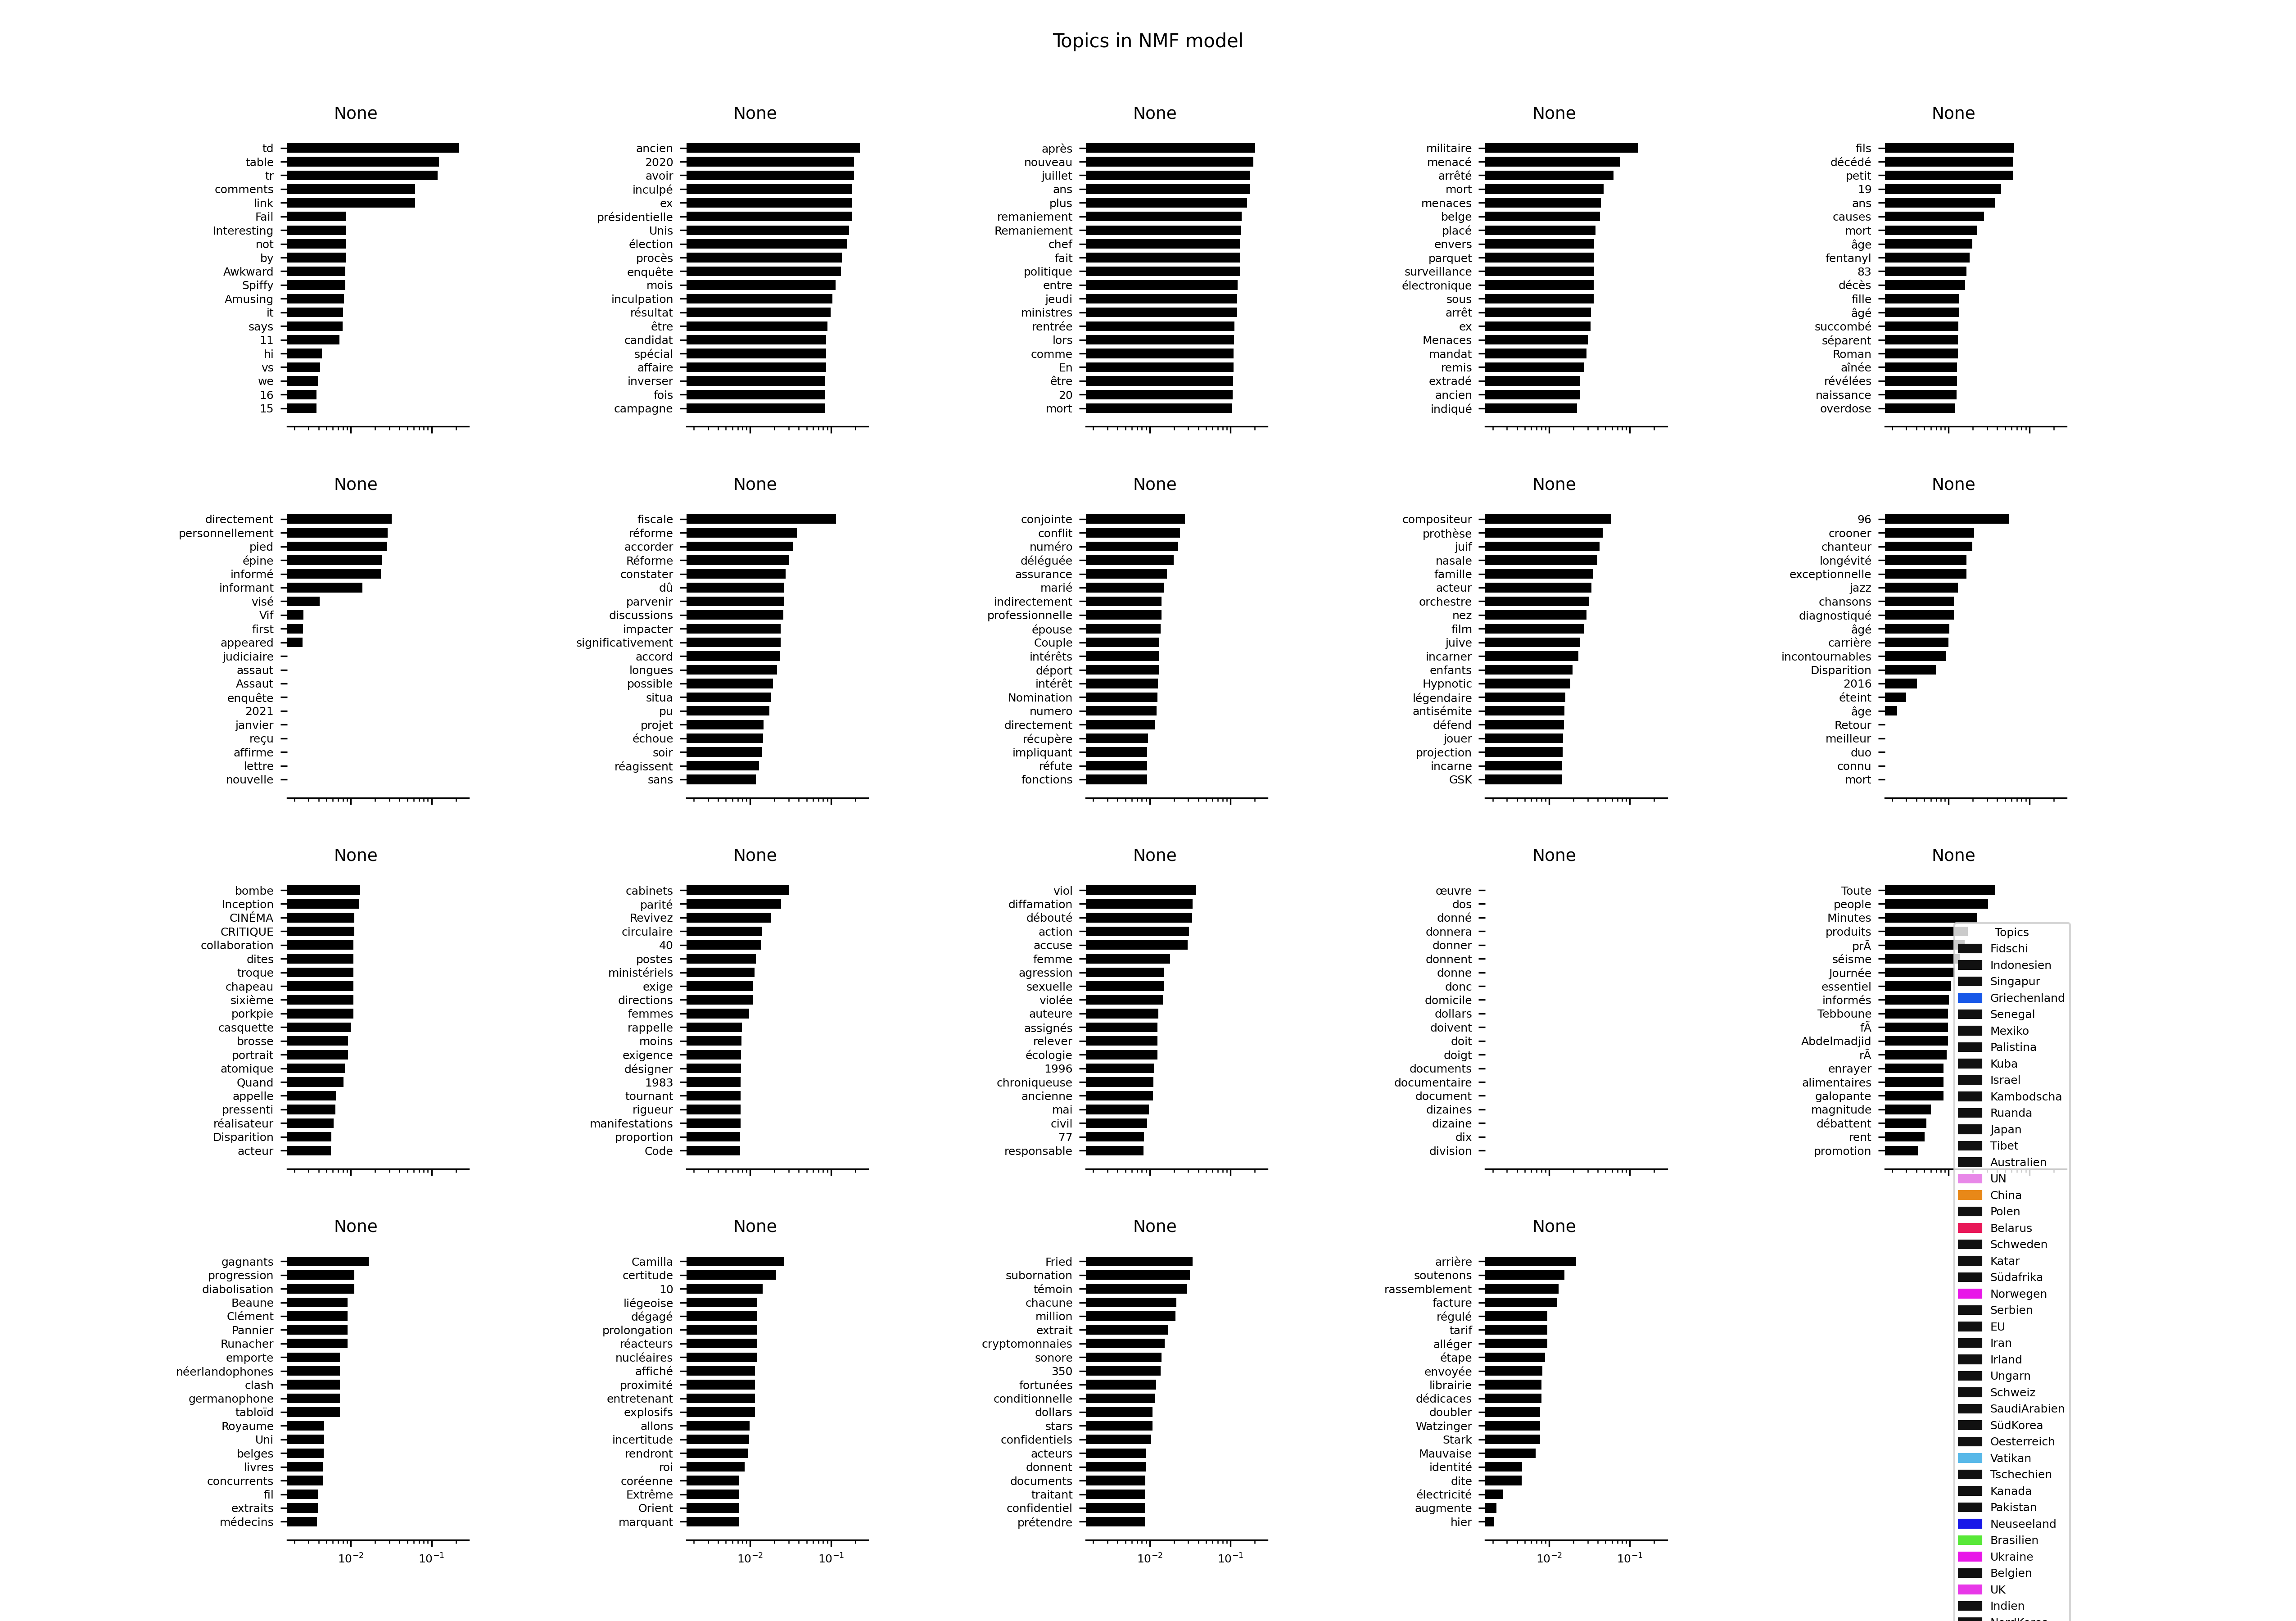 Topics in NMF model
None
td
table
tr
comments
link
Fail
Interesting
not
by
Awkward
Spiffy
Amusing
it
says
11
hi
vs
we
16
15
None
ancien
2020
avoir
inculpé
ex
présidentielle
Unis
élection
procès
enquête
mois
inculpation
résultat
être
candidat
spécial
affaire
inverser
fois
campagne
None
après
nouveau
juillet
ans
plus
remaniement
Remaniement
chef
fait
politique
entre
jeudi
ministres
rentrée
lors
comme
En
être
20
mort
None
militaire
menacé
arrêté
mort
menaces
belge
placé
envers
parquet
surveillance
électronique
sous
arrêt
ex
Menaces
mandat
remis
extradé
ancien
indiqué
None
fils
décédé
petit
19
ans
causes
mort
âge
fentanyl
83
décès
fille
âgé
succombé
séparent
Roman
aînée
révélées
naissance
overdose
None
directement
personnellement
pied
épine
informé
informant
visé
Vif
first
appeared
judiciaire
assaut
Assaut
enquête
2021
janvier
reçu
affirme
lettre
nouvelle
None
fiscale
réforme
accorder
Réforme
constater
dû
parvenir
discussions
impacter
significativement
accord
longues
possible
situa
pu
projet
échoue
soir
réagissent
sans
None
conjointe
conflit
numéro
déléguée
assurance
marié
indirectement
professionnelle
épouse
Couple
intérêts
déport
intérêt
Nomination
numero
directement
récupère
impliquant
réfute
fonctions
None
compositeur
prothèse
juif
nasale
famille
acteur
orchestre
nez
film
juive
incarner
enfants
Hypnotic
légendaire
antisémite
défend
jouer
projection
incarne
GSK
None
96
crooner
chanteur
longévité
exceptionnelle
jazz
chansons
diagnostiqué
âgé
carrière
incontournables
Disparition
2016
éteint
âge
Retour
meilleur
duo
connu
mort
None
bombe
Inception
CINÉMA
CRITIQUE
collaboration
dites
troque
chapeau
sixième
porkpie
casquette
brosse
portrait
atomique
Quand
appelle
pressenti
réalisateur
Disparition
acteur
None
cabinets
parité
Revivez
circulaire
40
postes
ministériels
exige
directions
femmes
rappelle
moins
exigence
désigner
1983
tournant
rigueur
manifestations
proportion
Code
None
viol
diffamation
débouté
action
accuse
femme
agression
sexuelle
violée
auteure
assignés
relever
écologie
1996
chroniqueuse
ancienne
mai
civil
77
responsable
None
œuvre
dos
donné
donnera
donner
donnent
donne
donc
domicile
dollars
doivent
doit
doigt
documents
documentaire
document
dizaines
dizaine
dix
division
None
Toute
people
Minutes
produits
prÃ
séisme
Journée
essentiel
informés
Tebboune
fÃ
Abdelmadjid
rÃ
enrayer
alimentaires
galopante
magnitude
débattent
rent
promotion
None
gagnants
progression
diabolisation
Beaune
Clément
Pannier
Runacher
emporte
néerlandophones
clash
germanophone
tabloïd
Royaume
Uni
belges
livres
concurrents
fil
extraits
médecins
10⁻²
10⁻¹
None
Camilla
certitude
10
liégeoise
dégagé
prolongation
réacteurs
nucléaires
affiché
proximité
entretenant
explosifs
allons
incertitude
rendront
roi
coréenne
Extrême
Orient
marquant
10⁻²
10⁻¹
None
Fried
subornation
témoin
chacune
million
extrait
cryptomonnaies
sonore
350
fortunées
conditionnelle
dollars
stars
confidentiels
acteurs
donnent
documents
traitant
confidentiel
prétendre
10⁻²
10⁻¹
None
arrière
soutenons
rassemblement
facture
régulé
tarif
alléger
étape
envoyée
librairie
dédicaces
doubler
Watzinger
Stark
Mauvaise
identité
dite
électricité
augmente
hier
10⁻²
10⁻¹
Topics
Fidschi
Indonesien
Singapur
Griechenland
Senegal
Mexiko
Palistina
Kuba
Israel
Kambodscha
Ruanda
Japan
Tibet
Australien
UN
China
Polen
Belarus
Schweden
Katar
Südafrika
Norwegen
Serbien
EU
Iran
Irland
Ungarn
Schweiz
SaudiArabien
SüdKorea
Oesterreich
Vatikan
Tschechien
Kanada
Pakistan
Neuseeland
Brasilien
Ukraine
Belgien
UK
Indien